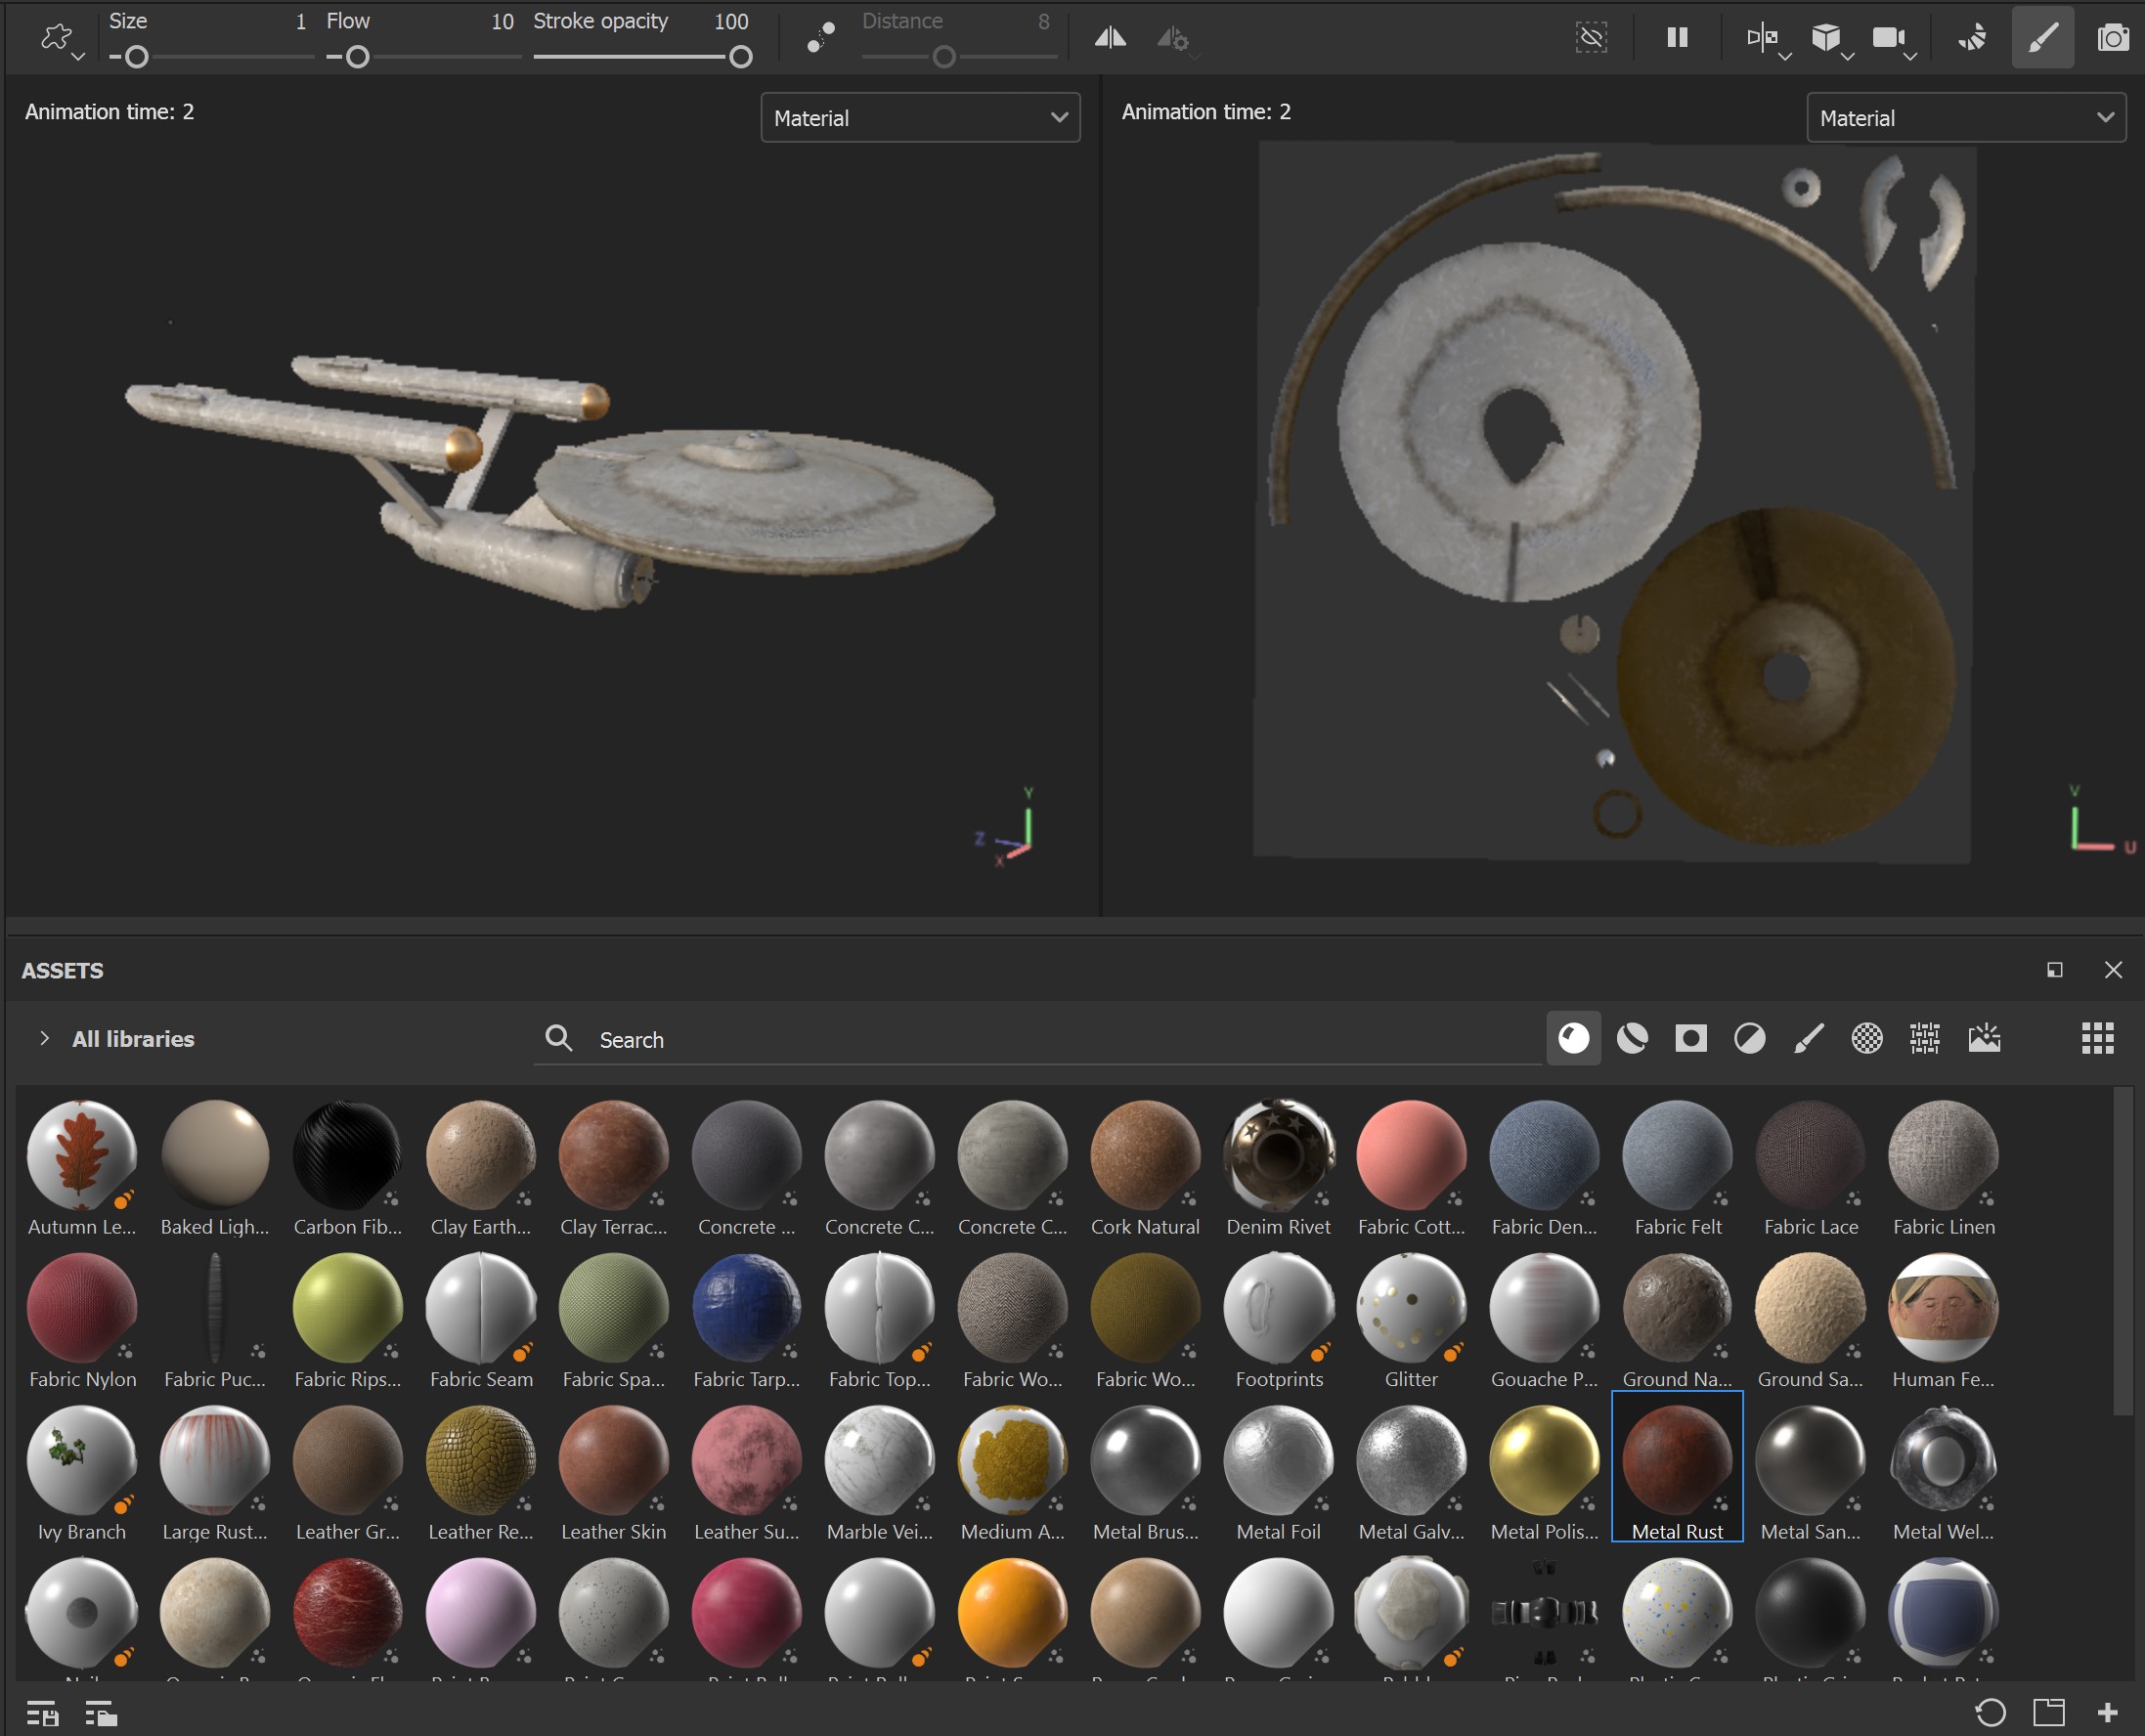 Size 1 Flow 10 Stroke opacity 100 Distance 8
Animation time: 2
Material
Animation time: 2
Material
Y
Z
X
V
U
ASSETS
All libraries
Search
Autumn Le... Baked Ligh... Carbon Fib... Clay Earth... Clay Terrac... Concrete ... Concrete C... Concrete C... Cork Natural Denim Rivet Fabric Cott... Fabric Den... Fabric Felt Fabric Lace Fabric Linen
Fabric Nylon Fabric Puc... Fabric Rips... Fabric Seam Fabric Spa... Fabric Tarp... Fabric Top... Fabric Wo... Fabric Wo... Footprints Glitter Gouache P... Ground Na... Ground Sa... Human Fe...
Ivy Branch Large Rust... Leather Gr... Leather Re... Leather Skin Leather Su... Marble Vei... Medium A... Metal Brus... Metal Foil Metal Galv... Metal Polis... Metal Rust Metal San... Metal Wel...